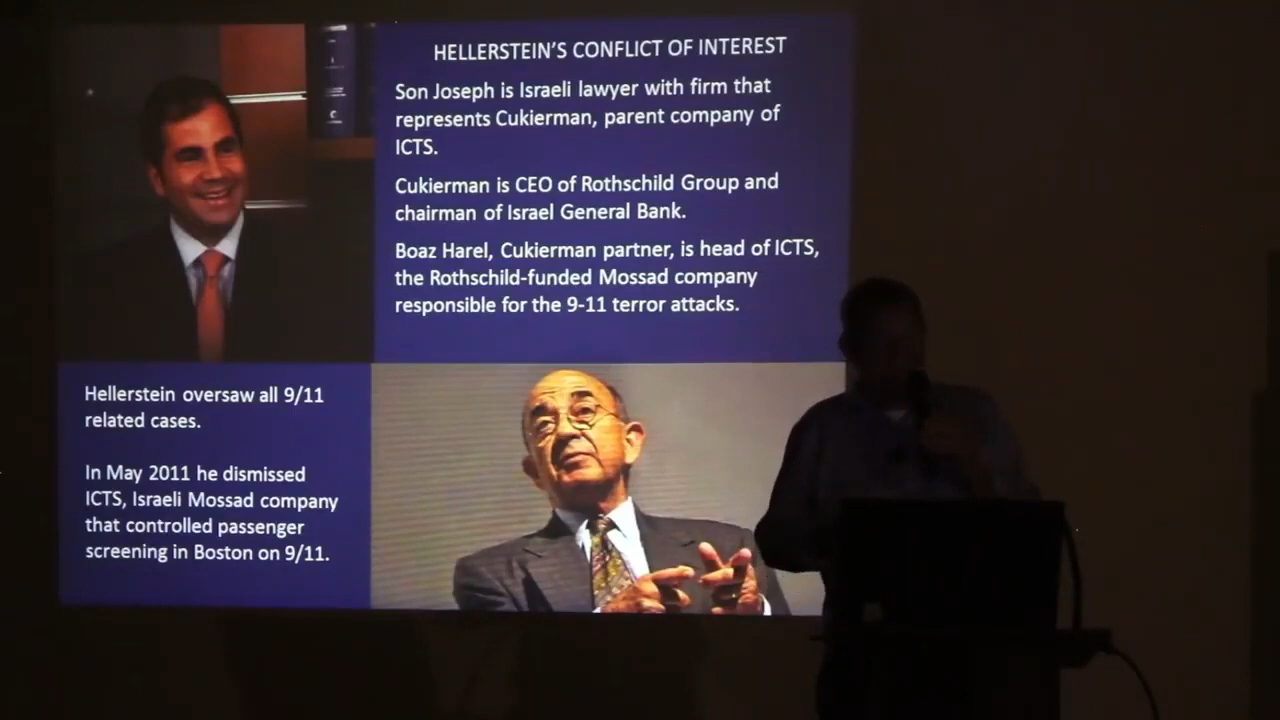 HELLERSTEIN'S CONFLICT OF INTEREST
Son Joseph is Israeli lawyer with firm that
represents Cukierman, parent company of
ICTS.
Cukierman is CEO of Rothschild Group and
chairman of Israel General Bank.
Boaz Harel, Cukierman partner, is head of ICTS,
the Rothschild-funded Mossad company
responsible for the 9-11 terror attacks.
Hellerstein oversaw all 9/11
related cases.
In May 2011 he dismissed
ICTS, Israeli Mossad company
that controlled passenger
screening in Boston on 9/11.